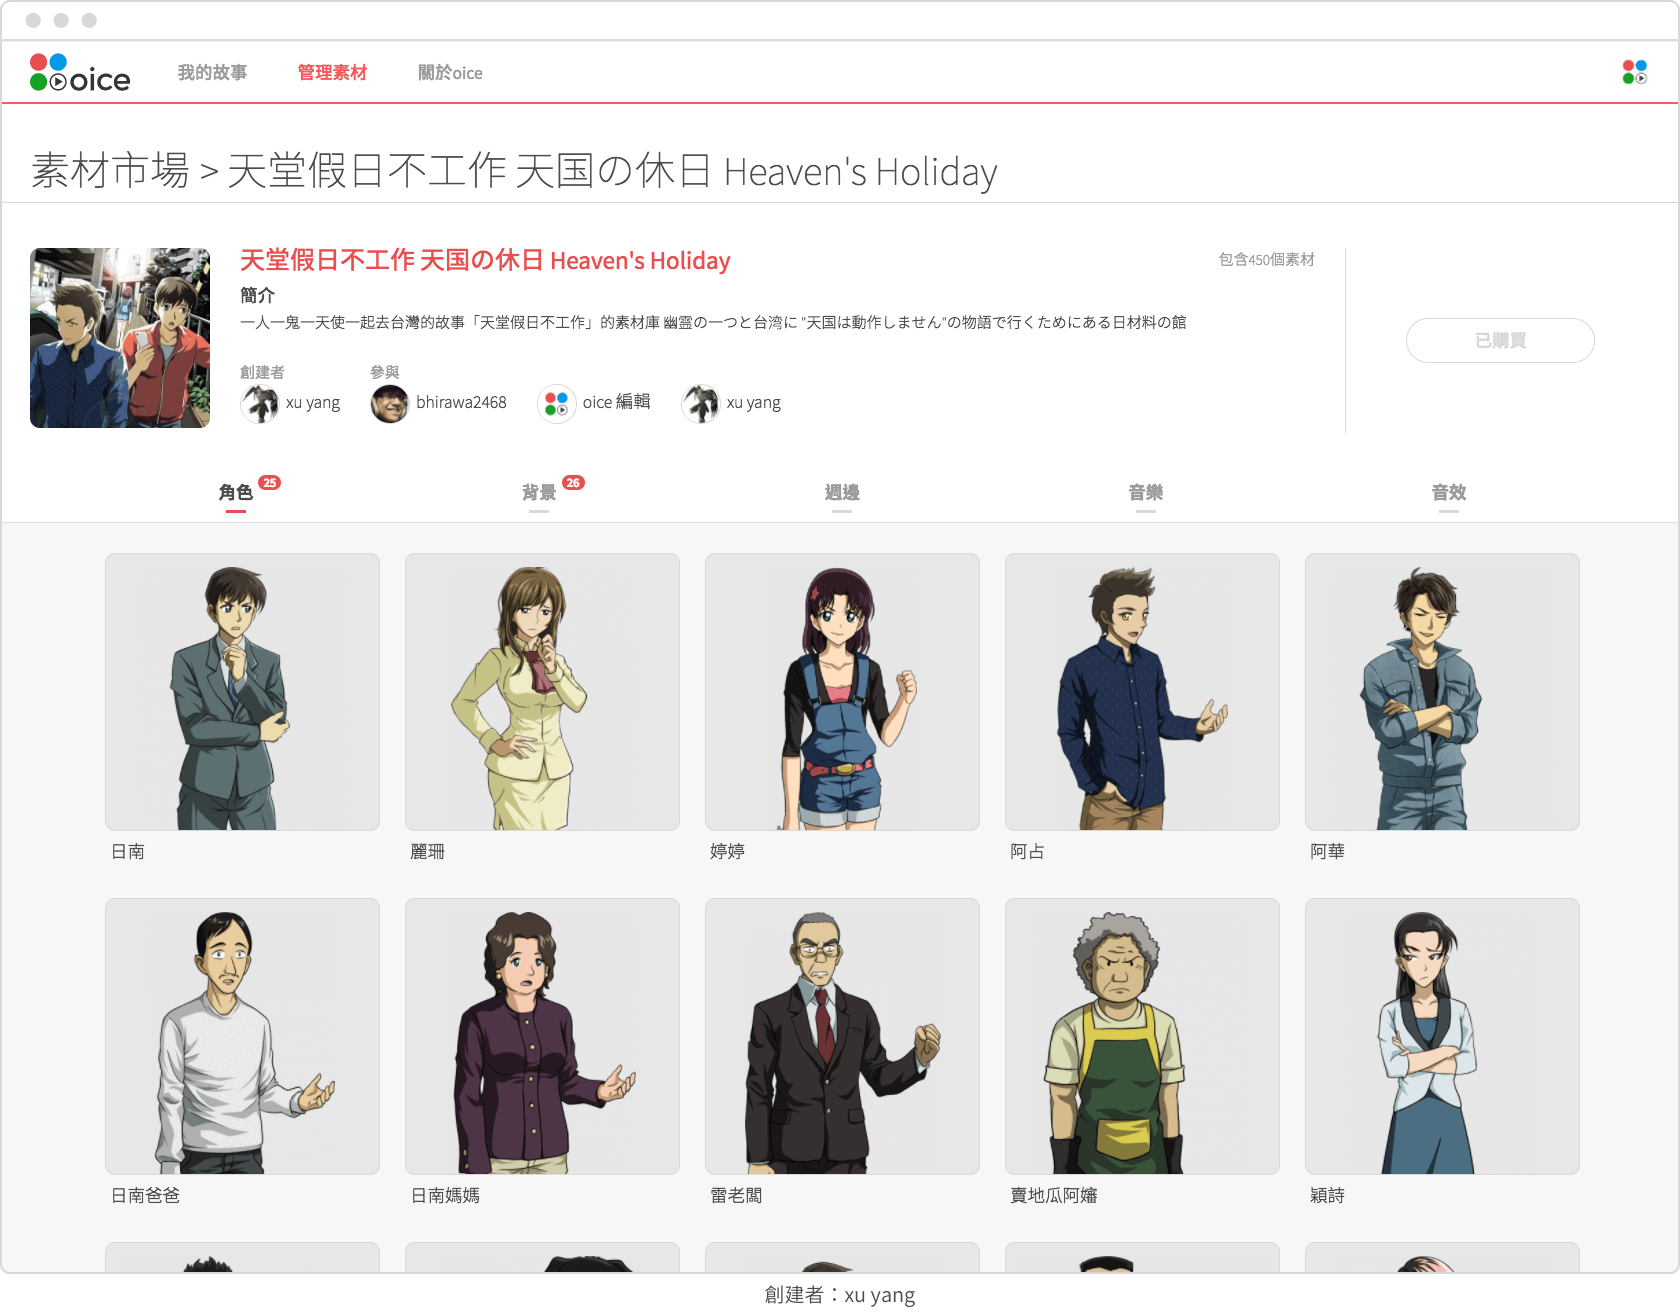 oice 我的故事 管理素材 關於oice
素材市場 > 天堂假日不工作 天国の休日 Heaven's Holiday
天堂假日不工作 天国の休日 Heaven's Holiday
包含450個素材
簡介
一人一鬼一天使一起去台灣的故事「天堂假日不工作」的素材庫 幽霊の一つと台湾に "天国は動作しません"の物語で行くためにある日材料の館
已購買
創建者 參與
xu yang bhirawa2468 oice 編輯 xu yang
角色 25 背景 26 週邊 音樂 音效
日南 麗珊 婷婷 阿占 阿華
日南爸爸 日南媽媽 雷老闆 賣地瓜阿嬸 穎詩
創建者：xu yang